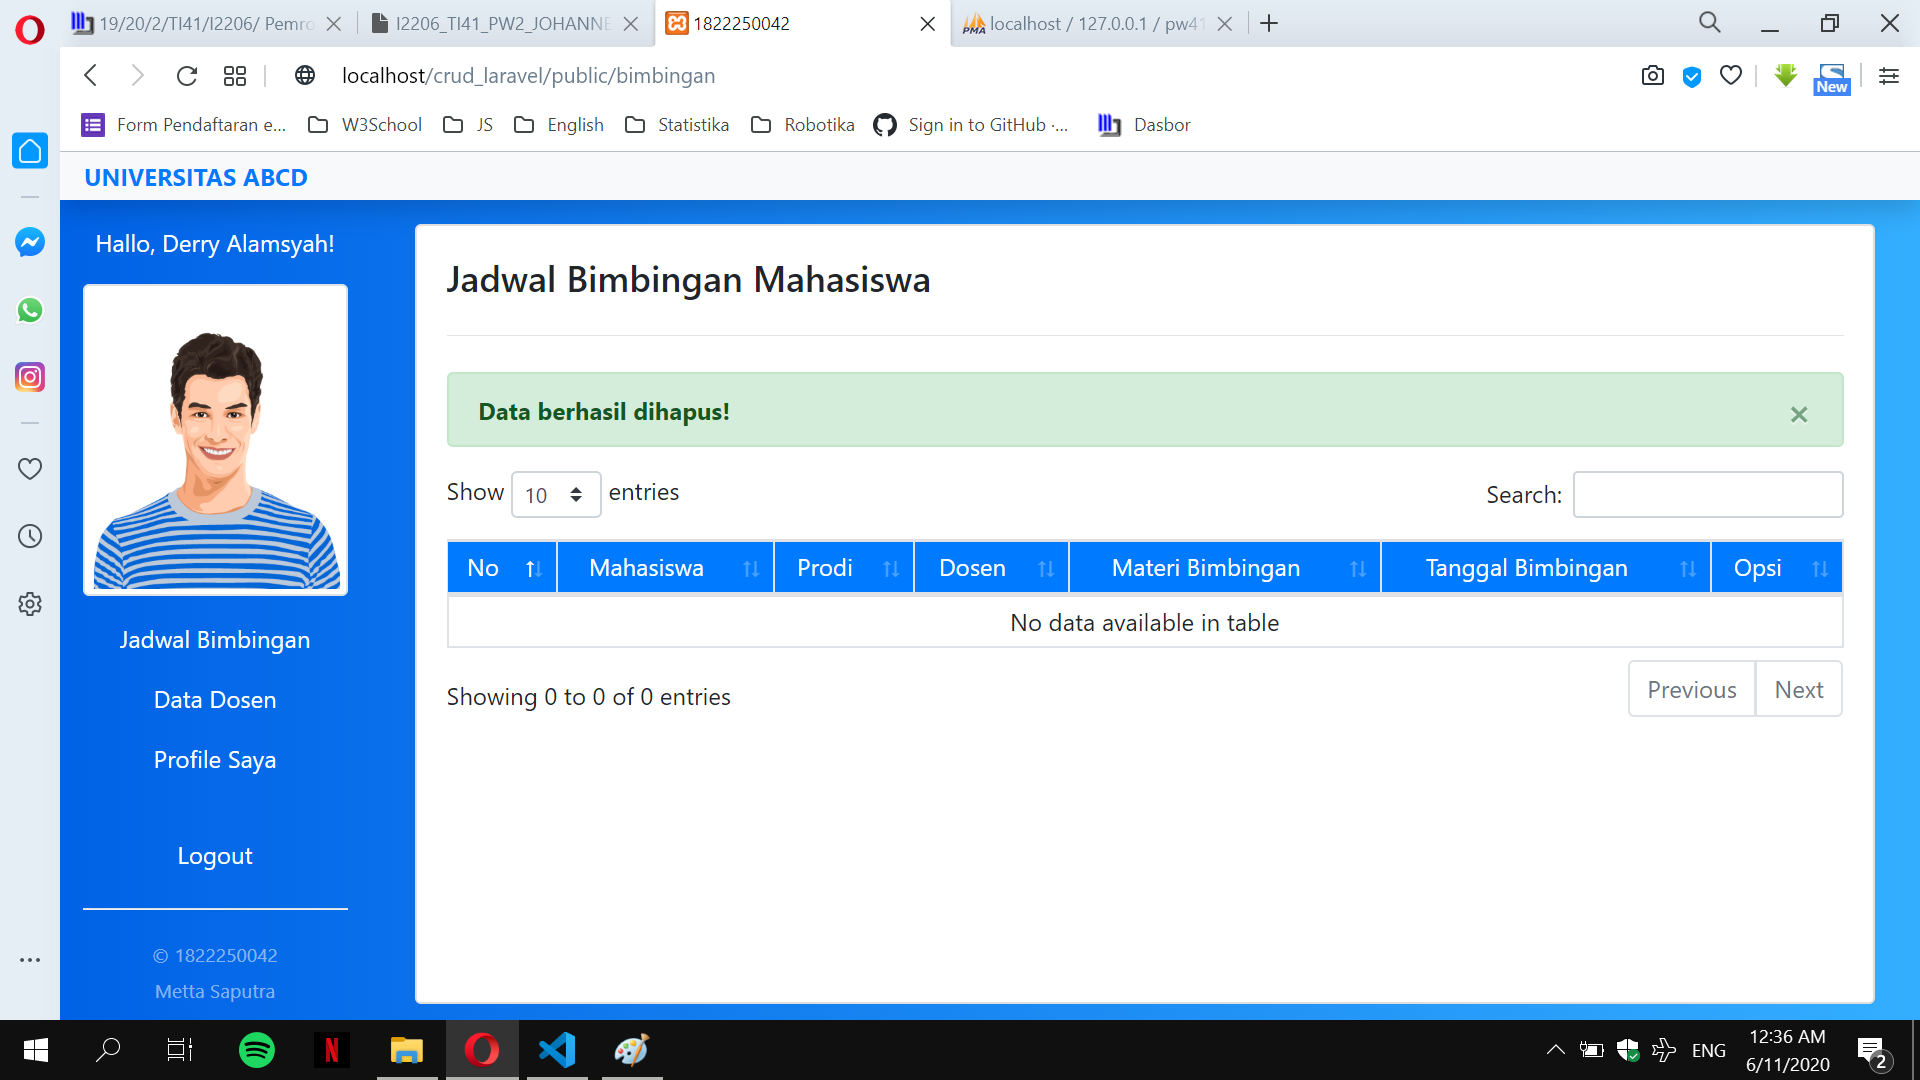 19/20/2/TI41/I2206/ Pemro
I2206_TI41_PW2_JOHANNE
1822250042
localhost / 127.0.0.1 / pw41
localhost/crud_laravel/public/bimbingan
New
Form Pendaftaran e...
W3School
JS
English
Statistika
Robotika
Sign in to GitHub ·...
Dasbor
UNIVERSITAS ABCD
Hallo, Derry Alamsyah!
Jadwal Bimbingan
Data Dosen
Profile Saya
Logout
© 1822250042
Metta Saputra
Jadwal Bimbingan Mahasiswa
Data berhasil dihapus!
×
Show 10 entries
Search:
No Mahasiswa Prodi Dosen Materi Bimbingan Tanggal Bimbingan Opsi
No data available in table
Showing 0 to 0 of 0 entries
Previous Next
ENG
12:36 AM
6/11/2020
2